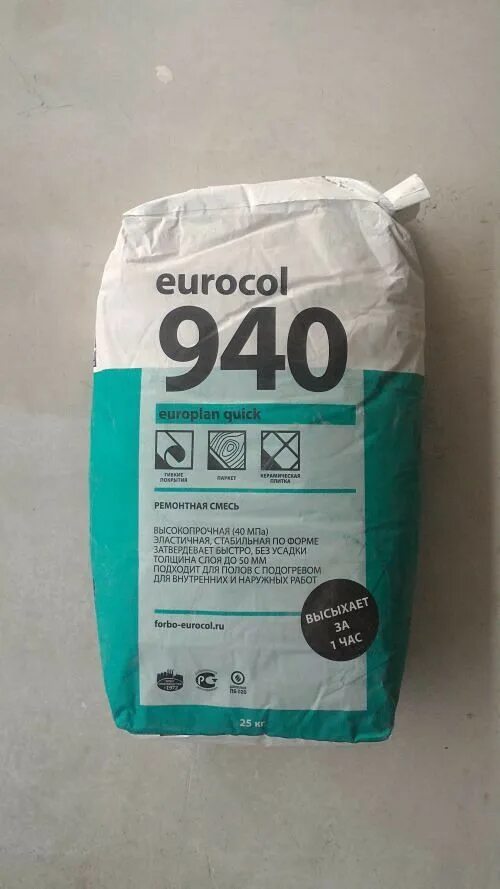 eurocol
940
europlan quick
ГИБКИЕ
ПОКРЫТИЯ
ПАРКЕТ
КЕРАМИЧЕСКАЯ
ПЛИТКА
РЕМОНТНАЯ СМЕСЬ
ВЫСОКОПРОЧНАЯ (40 МПа)
ЭЛАСТИЧНАЯ, СТАБИЛЬНАЯ ПО ФОРМЕ
ЗАТВЕРДЕВАЕТ БЫСТРО, БЕЗ УСАДКИ
ТОЛЩИНА СЛОЯ ДО 50 ММ
ПОДХОДИТ ДЛЯ ПОЛОВ С ПОДОГРЕВОМ
ДЛЯ ВНУТРЕННИХ И НАРУЖНЫХ РАБОТ
ВЫСЫХАЕТ
ЗА
1 ЧАС
forbo-eurocol.ru
25 кг